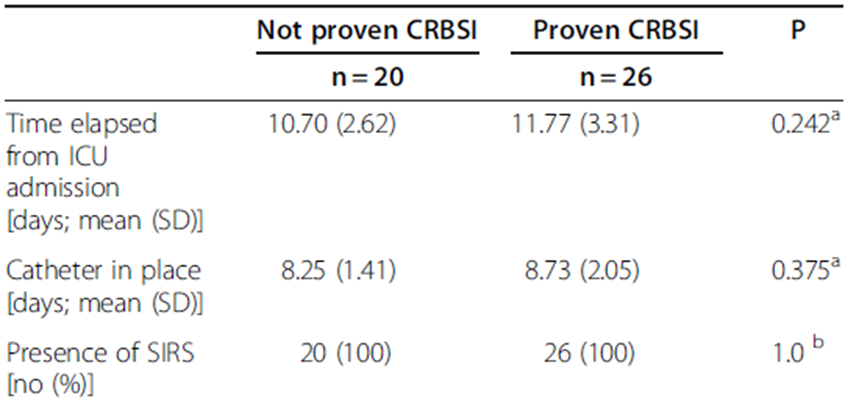 Not proven CRBSI Proven CRBSI P
n = 20 n = 26
Time elapsed 10.70 (2.62) 11.77 (3.31) 0.242a
from ICU
admission
[days; mean (SD)]
Catheter in place 8.25 (1.41) 8.73 (2.05) 0.375a
[days; mean (SD)]
Presence of SIRS 20 (100) 26 (100) 1.0 b
[no (%)]